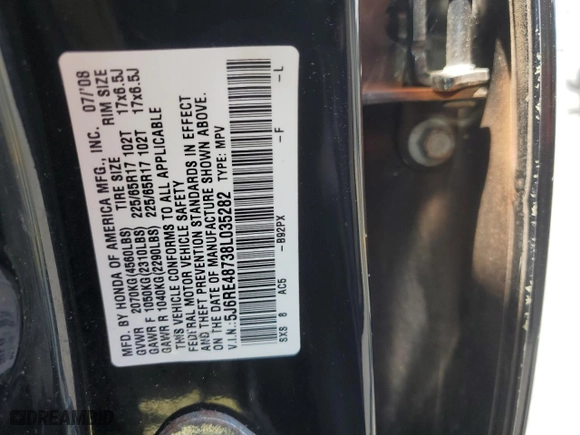 MFD. BY HONDA OF AMERICA MFG., INC. 07/'08
TIRE SIZE RIM SIZE
GVWR 2070KG(4560LBS)
GAWR F 1050KG(2310LBS) 225/65R17 102T 17x6.5J
GAWR R 1040KG(2290LBS) 225/65R17 102T 17x6.5J
THIS VEHICLE CONFORMS TO ALL APPLICABLE
FEDERAL MOTOR VEHICLE SAFETY
AND THEFT PREVENTION STANDARDS IN EFFECT
ON THE DATE OF MANUFACTURE SHOWN ABOVE.
V.I.N.: 5J6RE48738L035282 TYPE: MPV
SXS 8 AC5 -B92PX -F -L
DREAMBID